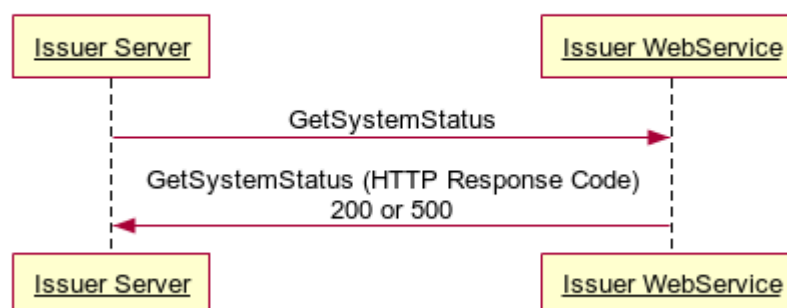 Issuer Server
Issuer WebService
GetSystemStatus
GetSystemStatus (HTTP Response Code)
200 or 500
Issuer Server
Issuer WebService